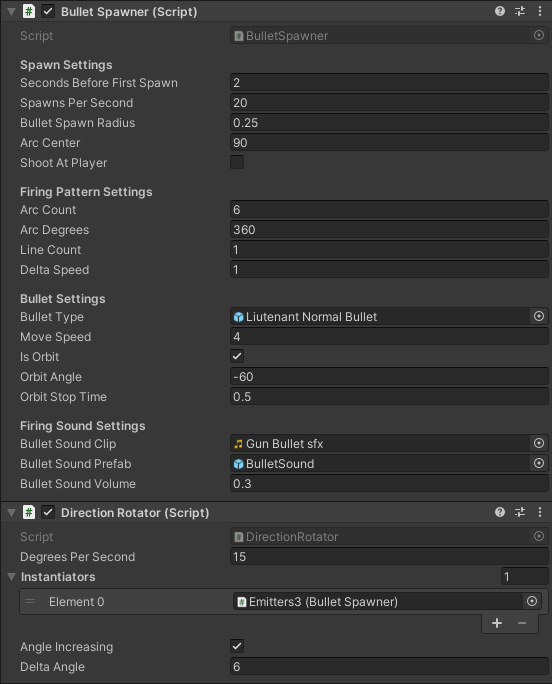 Bullet Spawner (Script)
Script BulletSpawner
Spawn Settings
Seconds Before First Spawn 2
Spawns Per Second 20
Bullet Spawn Radius 0.25
Arc Center 90
Shoot At Player
Firing Pattern Settings
Arc Count 6
Arc Degrees 360
Line Count 1
Delta Speed 1
Bullet Settings
Bullet Type Liutenant Normal Bullet
Move Speed 4
Is Orbit
Orbit Angle -60
Orbit Stop Time 0.5
Firing Sound Settings
Bullet Sound Clip Gun Bullet sfx
Bullet Sound Prefab BulletSound
Bullet Sound Volume 0.3
Direction Rotator (Script)
Script DirectionRotator
Degrees Per Second 15
Instantiators 1
Element 0 Emitters3 (Bullet Spawner)
Angle Increasing
Delta Angle 6